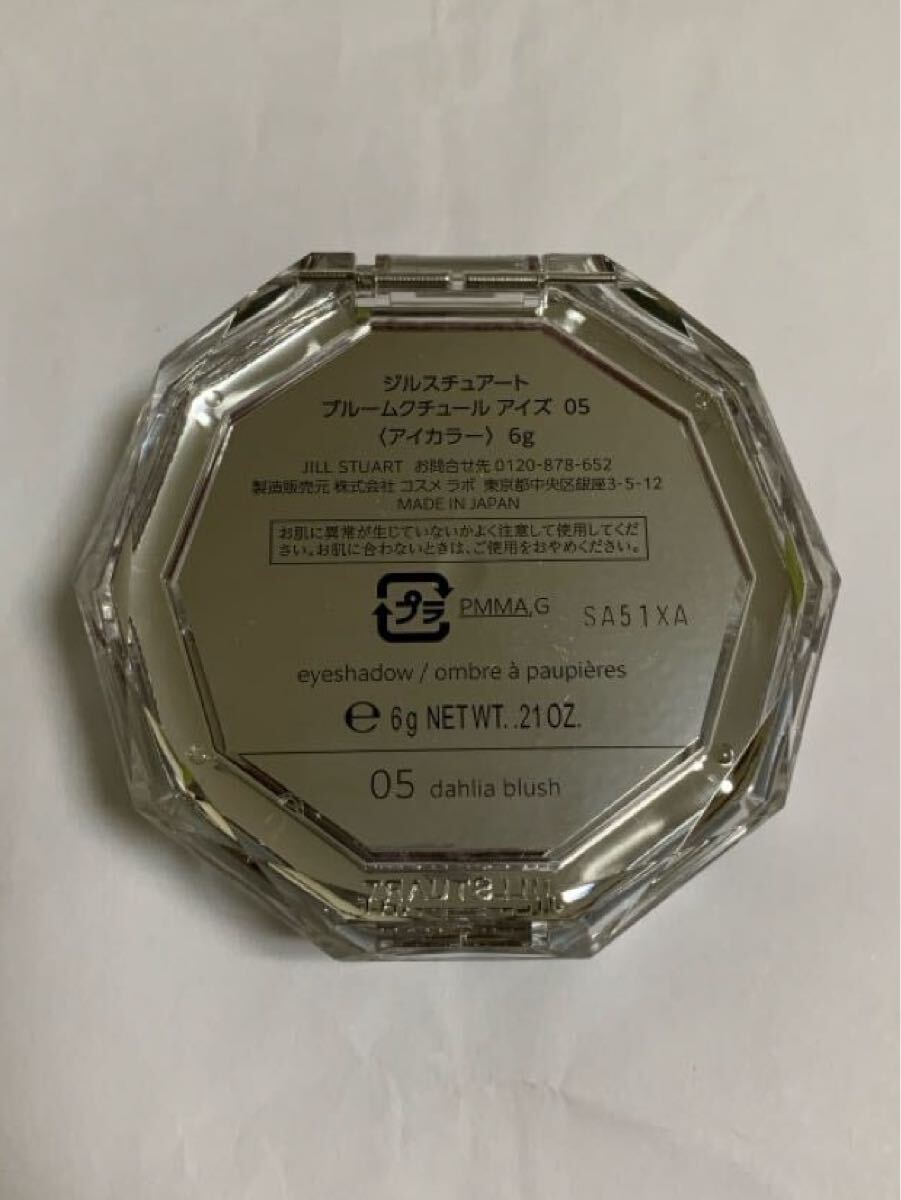 ジルスチュアート
ブルームクチュール アイズ 05
〈アイカラー〉 6g
JILL STUART お問合せ先 0120-878-652
製造販売元 株式会社 コスメ ラボ 東京都中央区銀座3-5-12
MADE IN JAPAN
お肌に異常が生じていないかよく注意して使用してくだ
さい。お肌に合わないときは、ご使用をおやめください。
プラ PMMA,G SA51XA
eyeshadow / ombre à paupières
℮ 6g NET WT. .21 OZ.
05 dahlia blush
JILL STUART